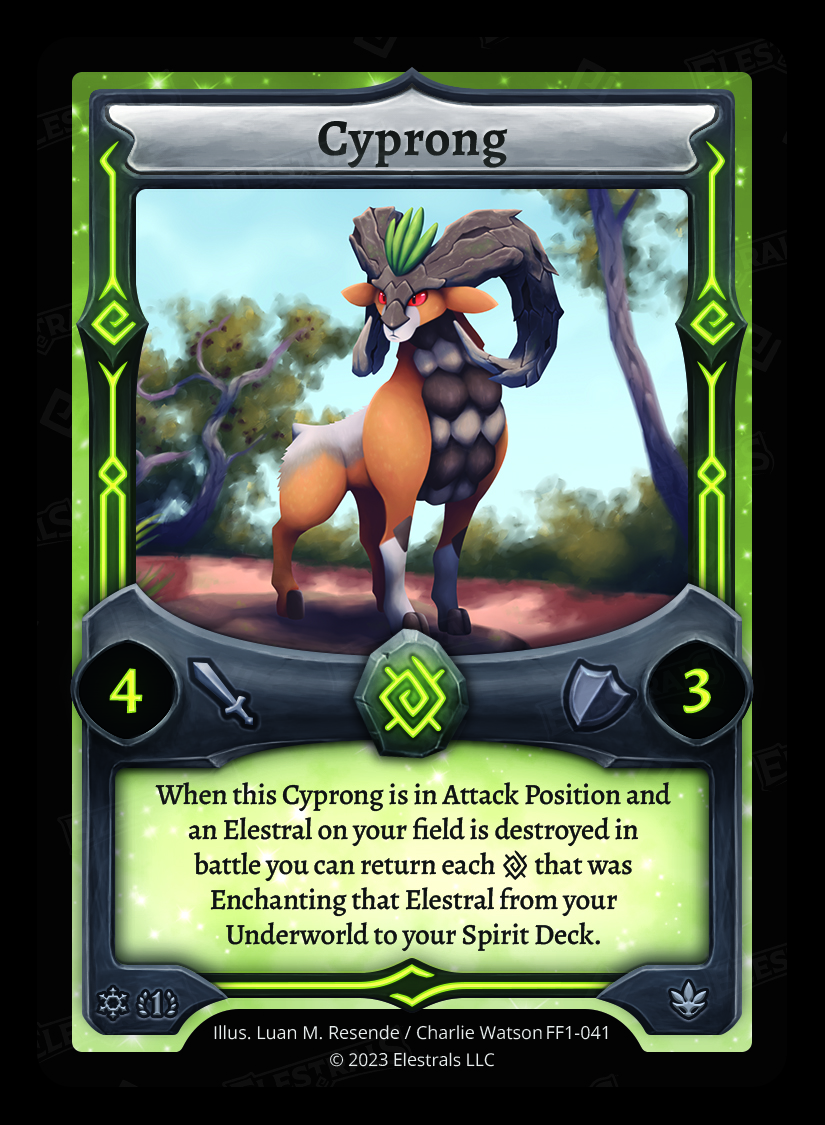 Cyprong
4
3
When this Cyprong is in Attack Position and
an Elestral on your field is destroyed in
battle you can return each that was
Enchanting that Elestral from your
Underworld to your Spirit Deck.
1
Illus. Luan M. Resende / Charlie Watson FF1-041
© 2023 Elestrals LLC